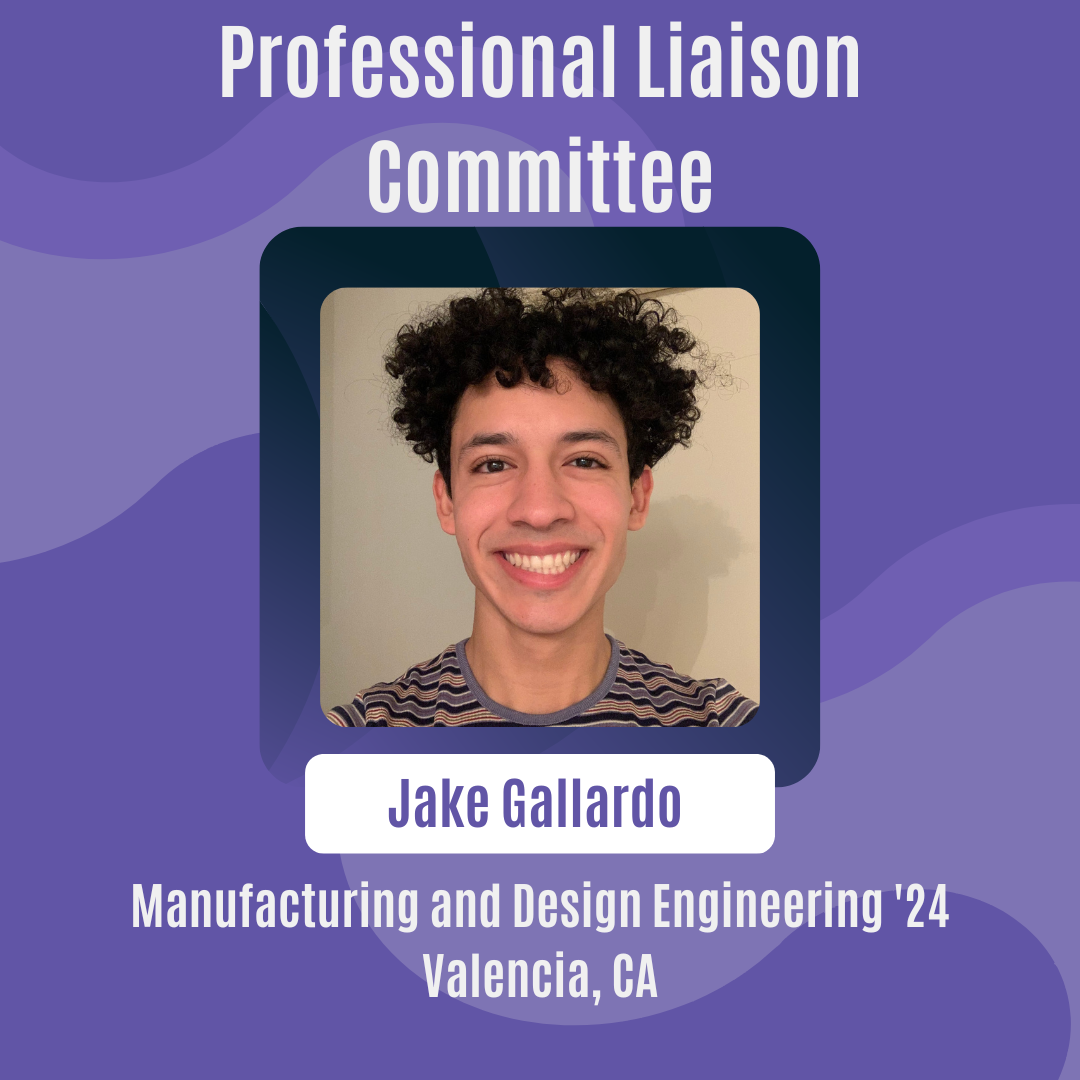 Professional Liaison
Committee
Jake Gallardo
Manufacturing and Design Engineering '24
Valencia, CA